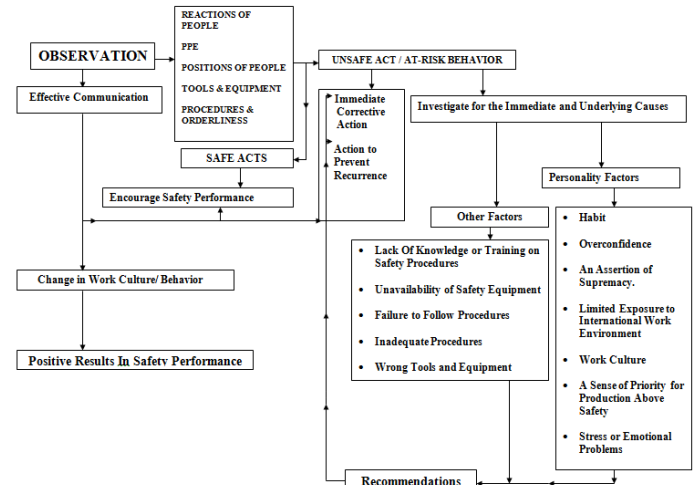 OBSERVATION
REACTIONS OF
PEOPLE
PPE
POSITIONS OF PEOPLE
TOOLS & EQUIPMENT
PROCEDURES &
ORDERLINESS
UNSAFE ACT / AT-RISK BEHAVIOR
Effective Communication
Immediate
Corrective
Action
Action to
Prevent
Recurrence
Investigate for the Immediate and Underlying Causes
SAFE ACTS
Encourage Safety Performance
Personality Factors
Other Factors
• Lack Of Knowledge or Training on
Safety Procedures
• Unavailability of Safety Equipment
• Failure to Follow Procedures
• Inadequate Procedures
• Wrong Tools and Equipment
• Habit
• Overconfidence
• An Assertion of
Supremacy.
• Limited Exposure to
International Work
Environment
• Work Culture
• A Sense of Priority for
Production Above
Safety
• Stress or Emotional
Problems
Change in Work Culture/ Behavior
Positive Results In Safety Performance
Recommendations